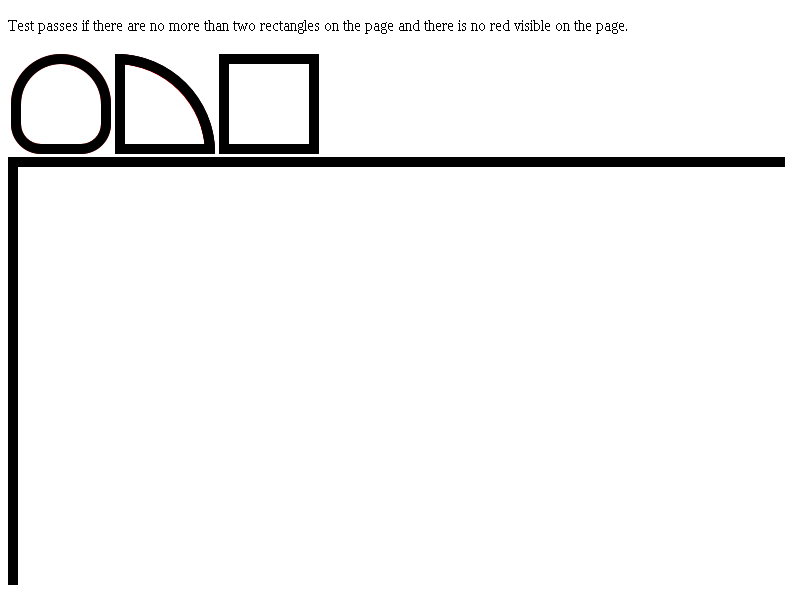 Test passes if there are no more than two rectangles on the page and there is no red visible on the page.